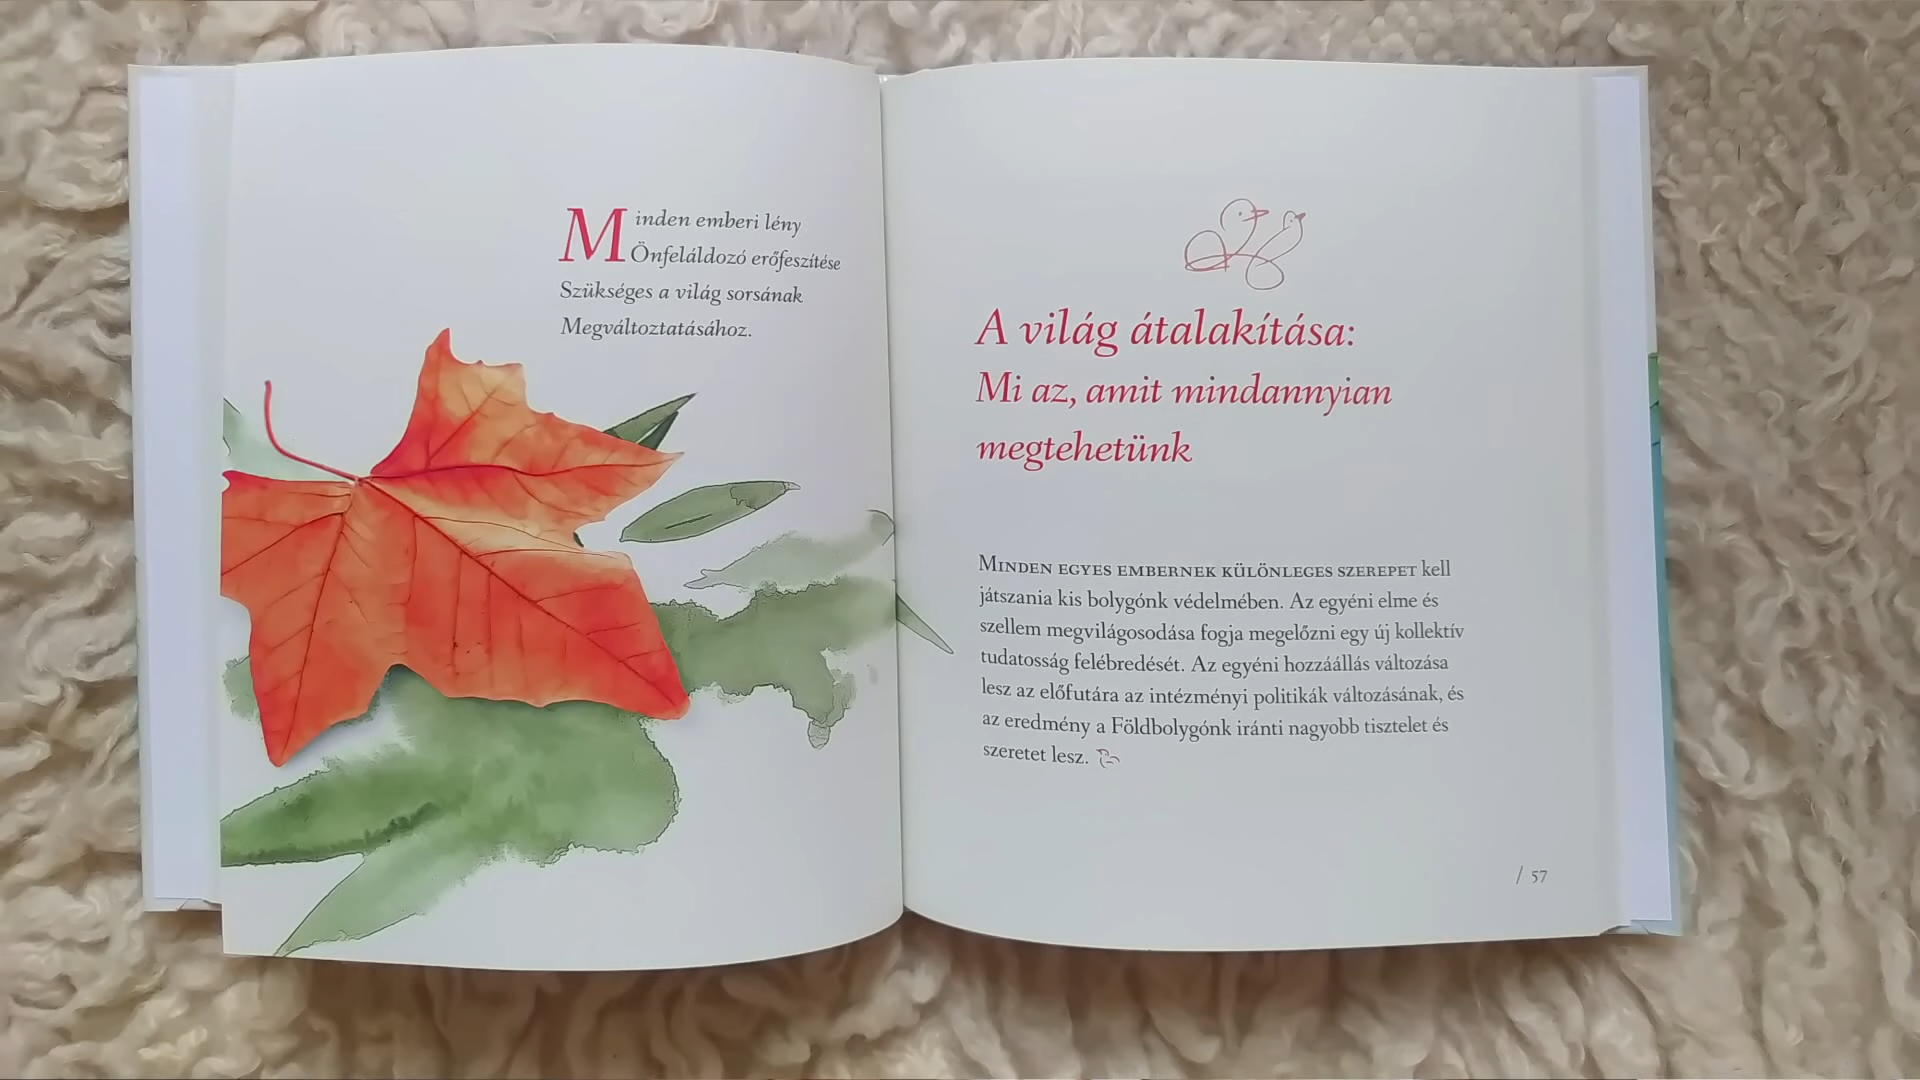 Minden emberi lény
Önfeláldozó erőfeszítése
Szükséges a világ sorsának
Megváltoztatásához.
A világ átalakítása:
Mi az, amit mindannyian
megtehetünk
MINDEN EGYES EMBERNEK KÜLÖNLEGES SZEREPET kell
játszania kis bolygónk védelmében. Az egyéni elme és
szellem megvilágosodása fogja megelőzni egy új kollektív
tudatosság felébredését. Az egyéni hozzáállás változása
lesz az előfutára az intézményi politikák változásának, és
az eredmény a Földbolygónk iránti nagyobb tisztelet és
szeretet lesz.
/ 57